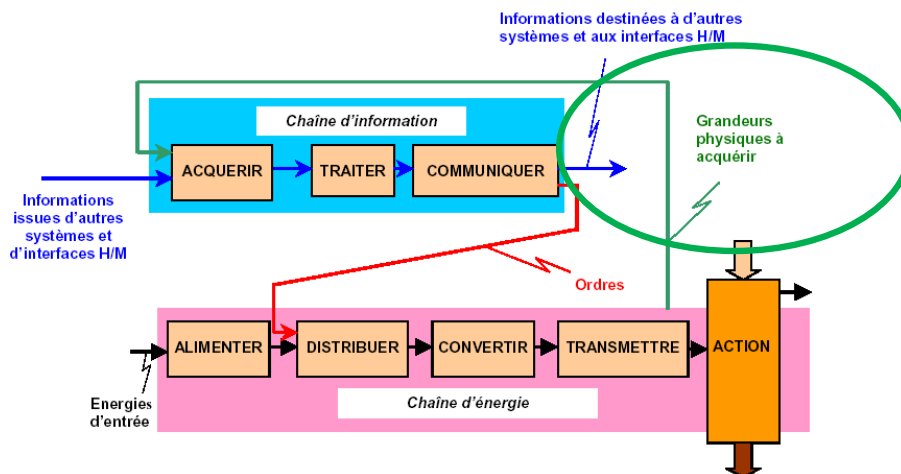 Informations destinées à d'autres
systèmes et aux interfaces H/M
Chaîne d'information
Grandeurs
physiques à
acquérir
ACQUERIR
TRAITER
COMMUNIQUER
Informations
issues d'autres
systèmes et
d'interfaces H/M
Ordres
ALIMENTER
DISTRIBUER
CONVERTIR
TRANSMETTRE
ACTION
Energies
d'entrée
Chaîne d'énergie